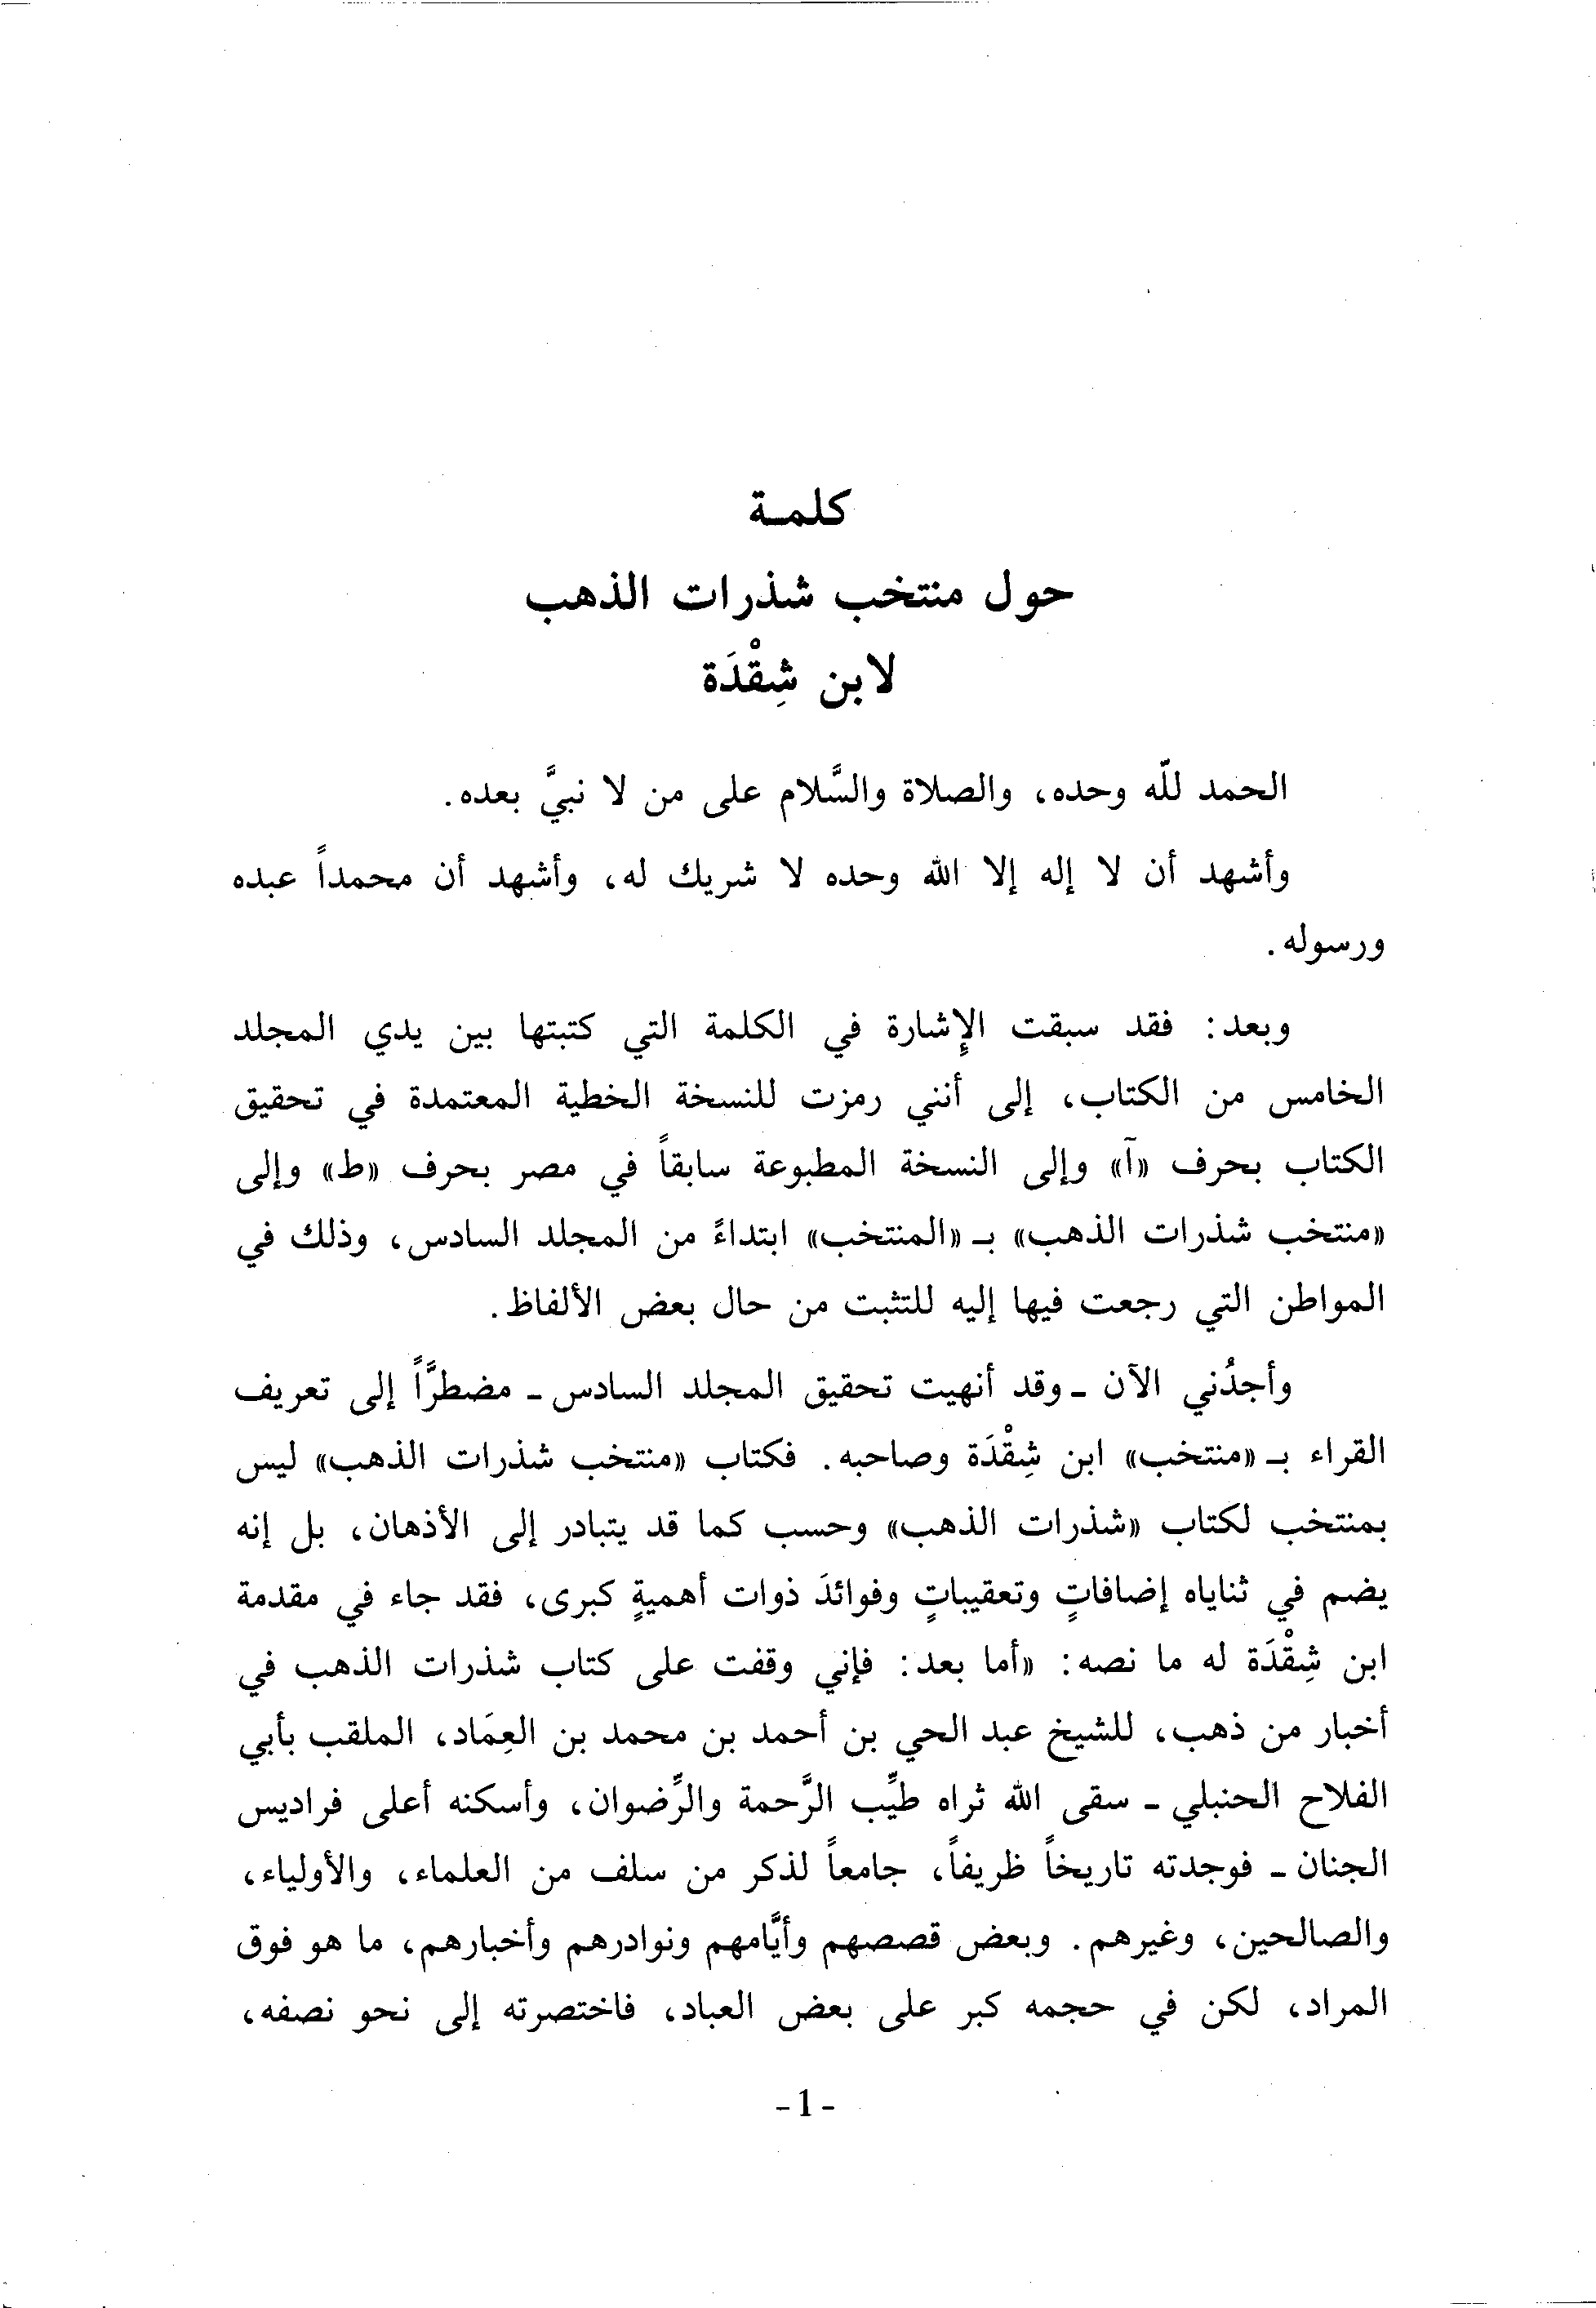 كلمـة
حول منتخب شذرات الذهب
لابن شِقْدَة
الحمد للّه وحده، والصلاة والسَّلام على من لا نبيَّ بعده.
وأشهد أن لا إله إلا الله وحده لا شريك له، وأشهد أن محمداً عبده
ورسوله.
وبعد: فقد سبقت الإِشارة في الكلمة التي كتبتها بين يدي المجلد
الخامس من الكتاب، إلى أنني رمزت للنسخة الخطية المعتمدة في تحقيق
الكتاب بحرف «آ» وإلى النسخة المطبوعة سابقاً في مصر بحرف «ط» وإلى
«منتخب شذرات الذهب» بـ «المنتخب» ابتداءً من المجلد السادس، وذلك في
المواطن التي رجعت فيها إليه للتثبت من حال بعض الألفاظ.
وأجدُني الآن ـ وقد أنهيت تحقيق المجلد السادس ـ مضطرَّاً إلى تعريف
القراء بـ «منتخب» ابن شِقْدَة وصاحبه. فكتاب «منتخب شذرات الذهب» ليس
بمنتخب لكتاب «شذرات الذهب» وحسب كما قد يتبادر إلى الأذهان، بل إنه
يضم في ثناياه إضافاتٍ وتعقيباتٍ وفوائدَ ذوات أهميةٍ كبرى، فقد جاء في مقدمة
ابن شِقْدَة له ما نصه: «أما بعد: فإني وقفت على كتاب شذرات الذهب في
أخبار من ذهب، للشيخ عبد الحي بن أحمد بن محمد بن العِمَاد، الملقب بأبي
الفلاح الحنبلي ـ سقى الله ثراه طيِّب الرَّحمة والرِّضوان، وأسكنه أعلى فراديس
الجنان ـ فوجدته تاريخاً ظريفاً، جامعاً لذكر من سلف من العلماء، والأولياء،
والصالحين، وغيرهم. وبعض قصصهم وأيَّامهم ونوادرهم وأخبارهم، ما هو فوق
المراد، لكن في حجمه كبر على بعض العباد، فاختصرته إلى نحو نصفه،
- 1 -